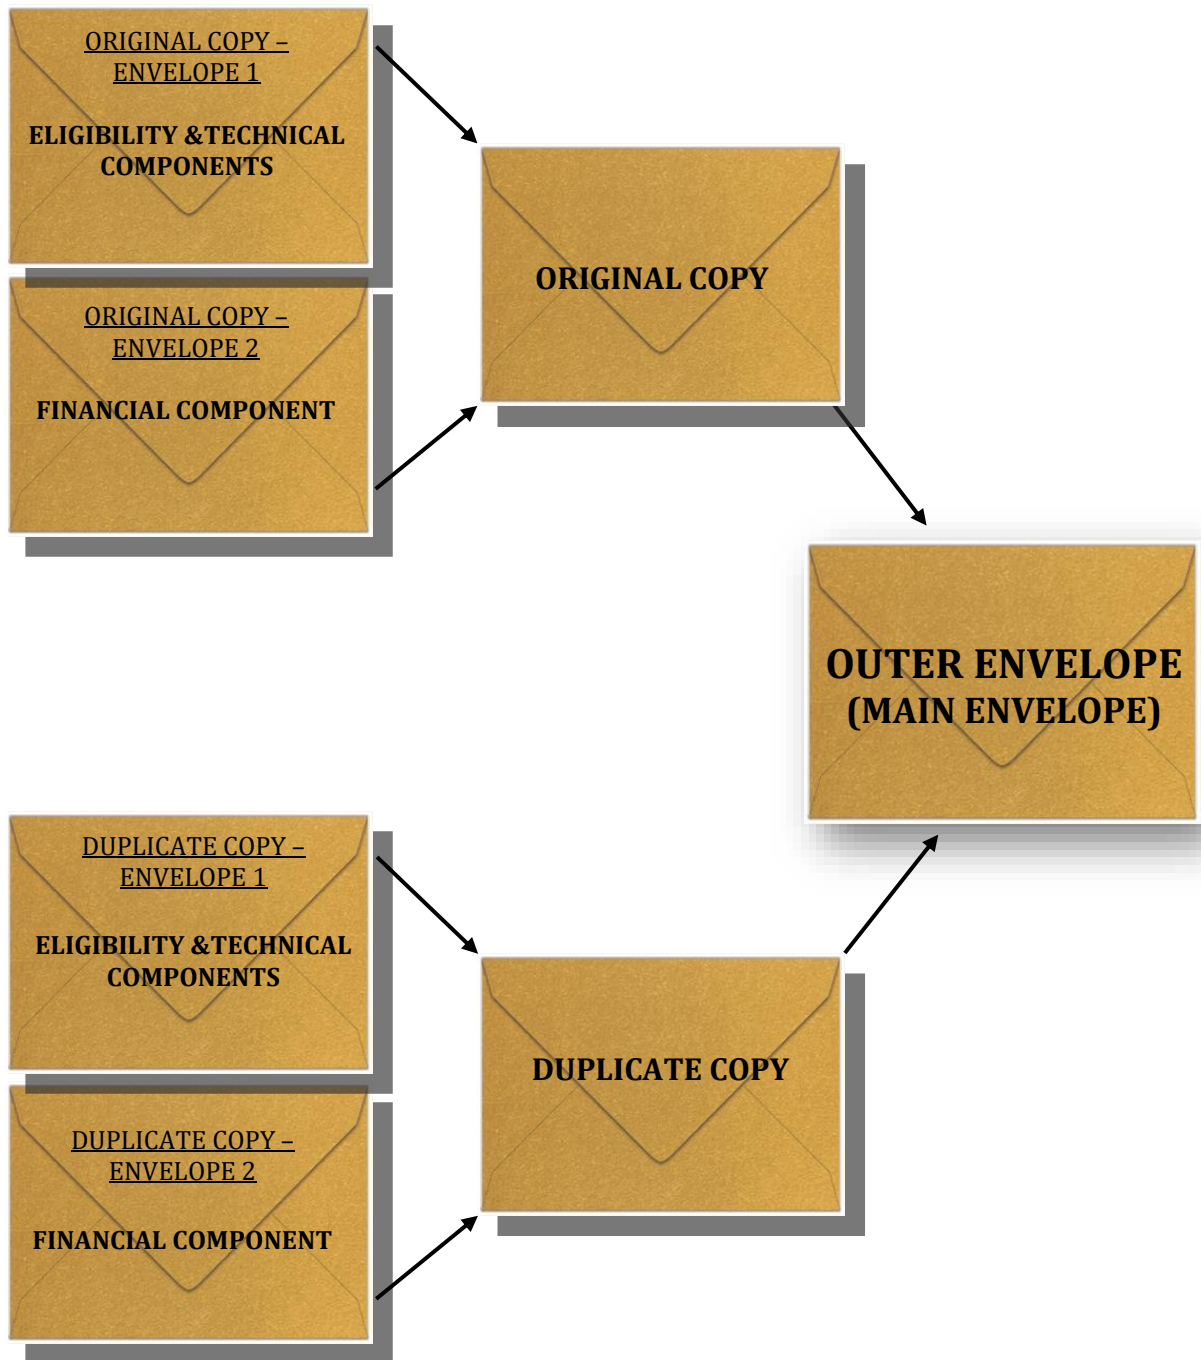 ORIGINAL COPY –
ENVELOPE 1
ELIGIBILITY &TECHNICAL
COMPONENTS
ORIGINAL COPY –
ENVELOPE 2
FINANCIAL COMPONENT
ORIGINAL COPY
OUTER ENVELOPE
(MAIN ENVELOPE)
DUPLICATE COPY –
ENVELOPE 1
ELIGIBILITY &TECHNICAL
COMPONENTS
DUPLICATE COPY –
ENVELOPE 2
FINANCIAL COMPONENT
DUPLICATE COPY